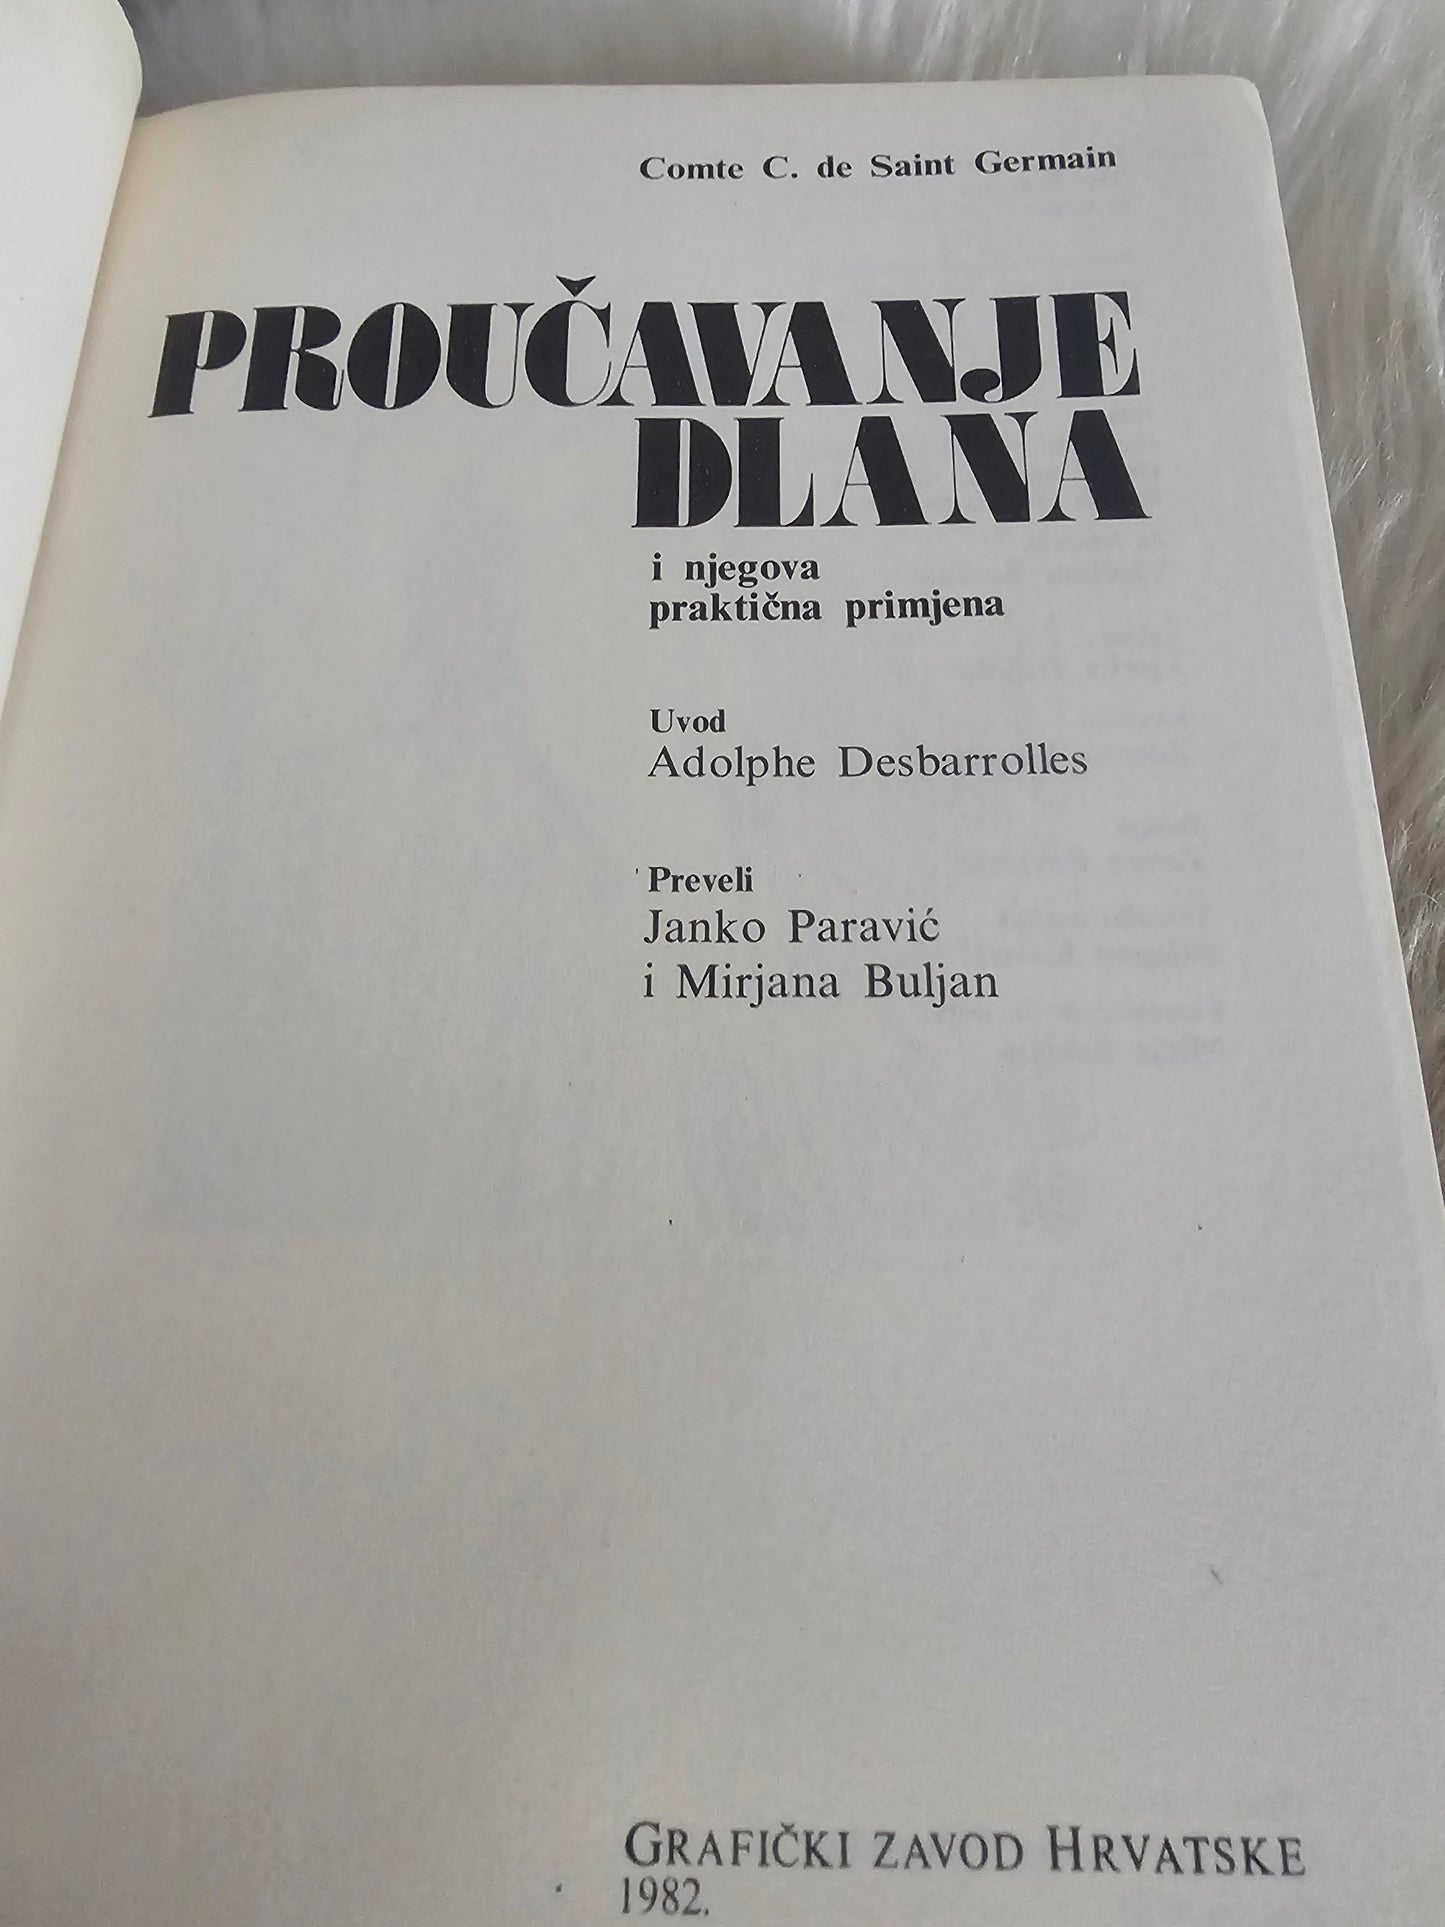 Comte C. de Saint Germain
PROUČAVANJE
DLANA
i njegova
praktična primjena
Uvod
Adolphe Desbarrolles
Preveli
Janko Paravić
i Mirjana Buljan
GRAFIČKI ZAVOD HRVATSKE
1982.